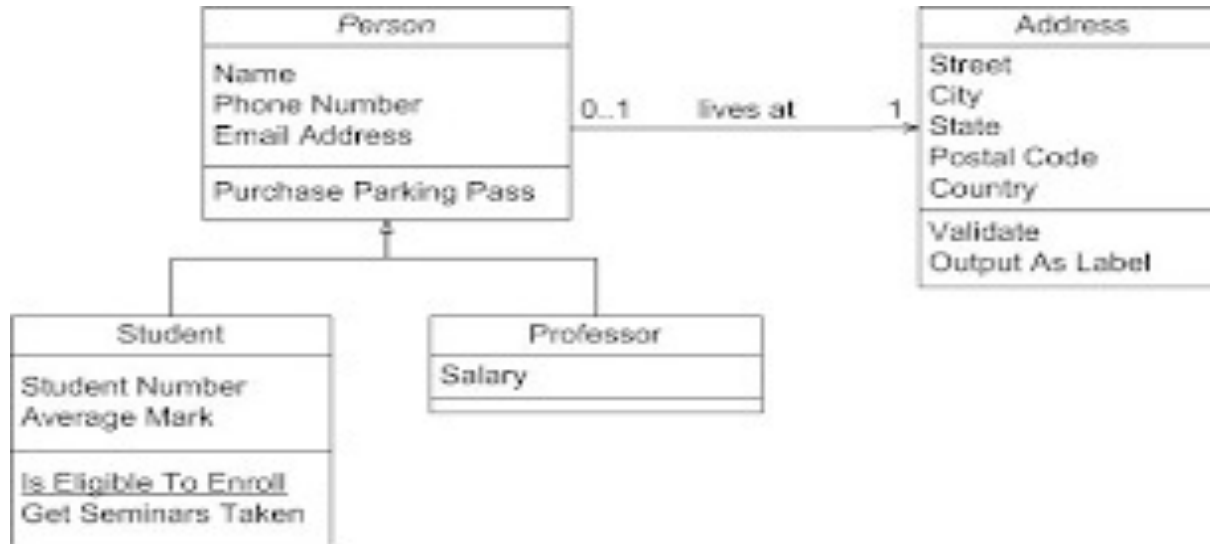 Person
Name
Phone Number
Email Address
Purchase Parking Pass
0..1 lives at 1
Address
Street
City
State
Postal Code
Country
Validate
Output As Label
Student
Student Number
Average Mark
Is Eligible To Enroll
Get Seminars Taken
Professor
Salary